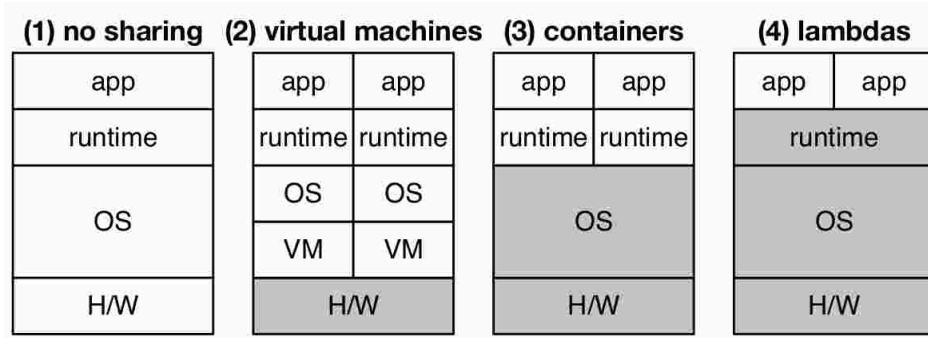 (1) no sharing (2) virtual machines (3) containers (4) lambdas
app app app app app app app
runtime runtime runtime runtime runtime runtime
OS OS OS OS OS
VM VM
H/W H/W H/W H/W